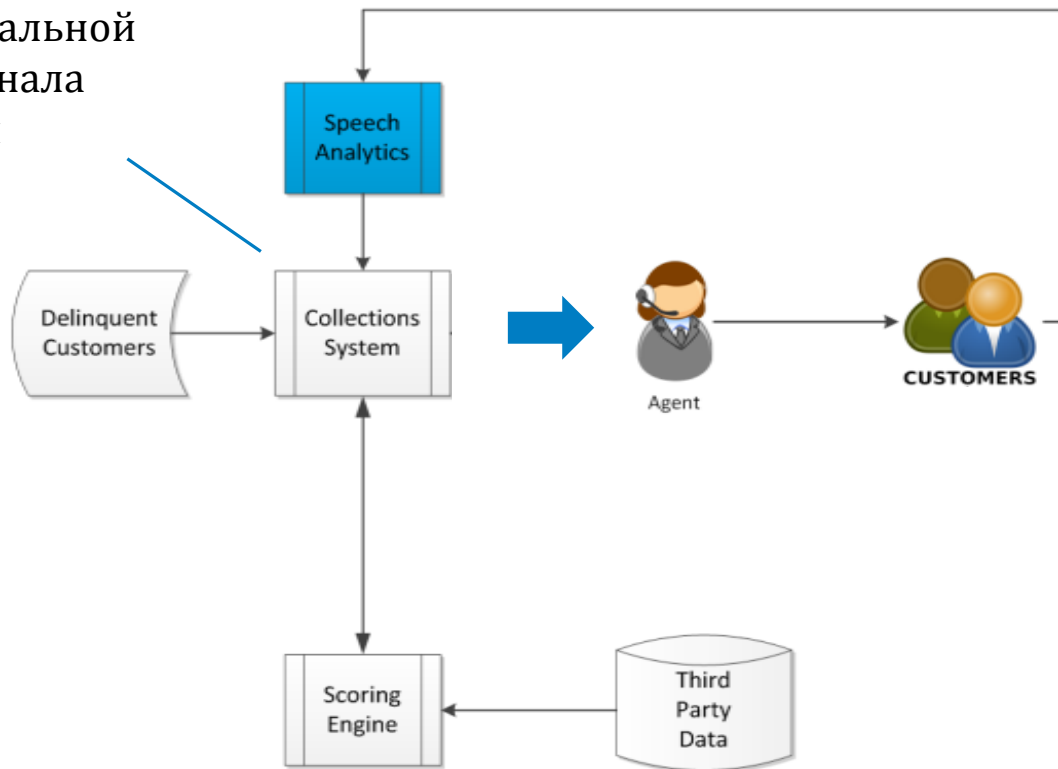 альной
нала
Speech
Analytics
Delinquent
Customers
Collections
System
Agent
CUSTOMERS
Scoring
Engine
Third
Party
Data